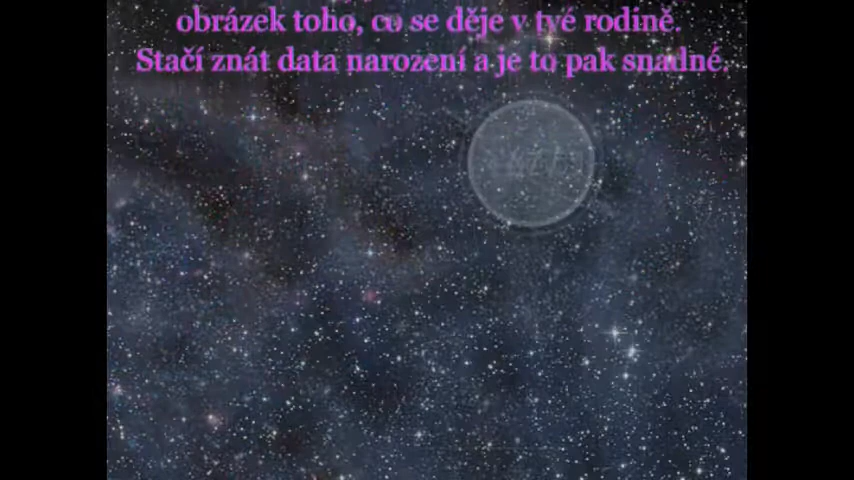 obrázek toho, co se děje v tvé rodině.
Stačí znát data narození a je to pak snadné.